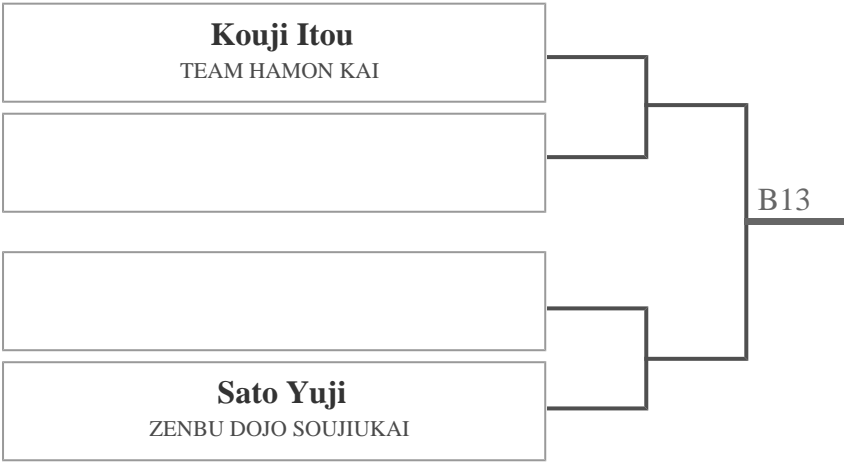 Kouji Itou
TEAM HAMON KAI
B13
Sato Yuji
ZENBU DOJO SOUJIUKAI